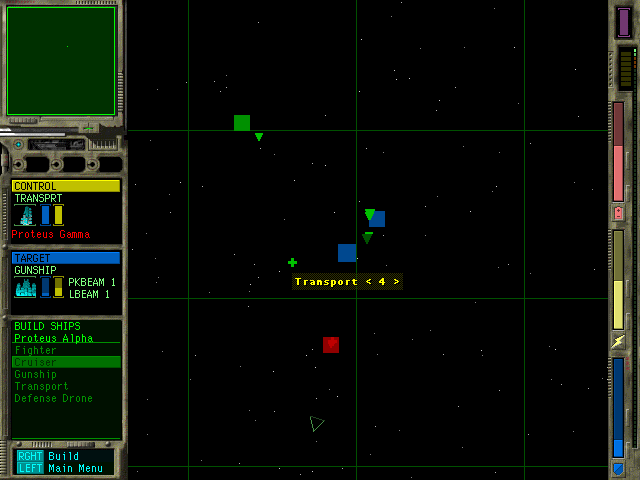 CONTROL
TRANSPRT
Proteus Gamma
TARGET
GUNSHIP
PKBEAM 1
LBEAM 1
BUILD SHIPS
Proteus Alpha
Fighter
Cruiser
Gunship
Transport
Defense Drone
RGHT Build
LEFT Main Menu
Transport < 4 >